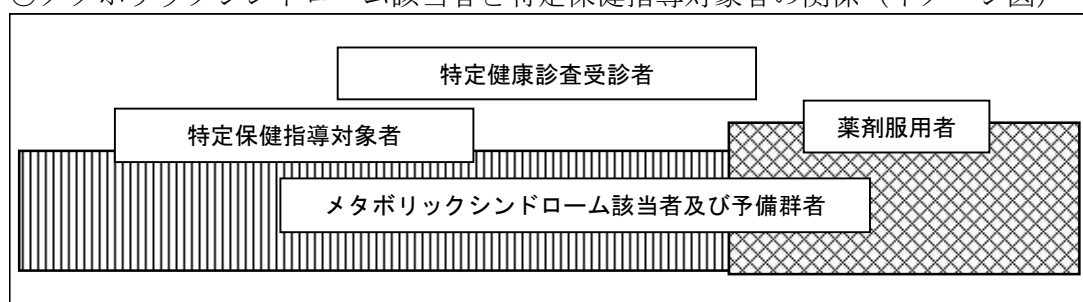 特定健康診査受診者
薬剤服用者
特定保健指導対象者
メタボリックシンドローム該当者及び予備群者